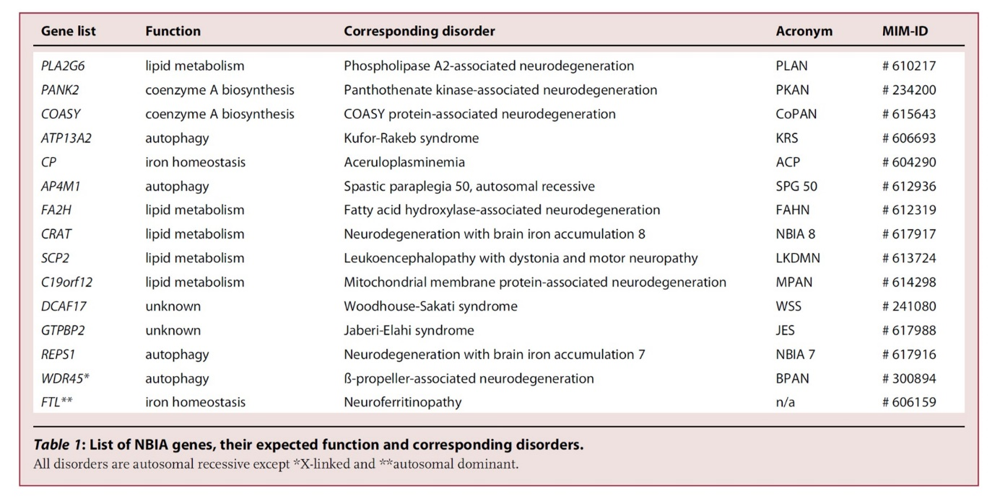 Gene list Function Corresponding disorder Acronym MIM-ID
PLA2G6 lipid metabolism Phospholipase A2-associated neurodegeneration PLAN # 610217
PANK2 coenzyme A biosynthesis Panthothenate kinase-associated neurodegeneration PKAN # 234200
COASY coenzyme A biosynthesis COASY protein-associated neurodegeneration CoPAN # 615643
ATP13A2 autophagy Kufor-Rakeb syndrome KRS # 606693
CP iron homeostasis Aceruloplasminemia ACP # 604290
AP4M1 autophagy Spastic paraplegia 50, autosomal recessive SPG 50 # 612936
FA2H lipid metabolism Fatty acid hydroxylase-associated neurodegeneration FAHN # 612319
CRAT lipid metabolism Neurodegeneration with brain iron accumulation 8 NBIA 8 # 617917
SCP2 lipid metabolism Leukoencephalopathy with dystonia and motor neuropathy LKDMN # 613724
C19orf12 lipid metabolism Mitochondrial membrane protein-associated neurodegeneration MPAN # 614298
DCAF17 unknown Woodhouse-Sakati syndrome WSS # 241080
GTPBP2 unknown Jaberi-Elahi syndrome JES # 617988
REPS1 autophagy Neurodegeneration with brain iron accumulation 7 NBIA 7 # 617916
WDR45* autophagy ß-propeller-associated neurodegeneration BPAN # 300894
FTL** iron homeostasis Neuroferritinopathy n/a # 606159
Table 1: List of NBIA genes, their expected function and corresponding disorders.
All disorders are autosomal recessive except *X-linked and **autosomal dominant.